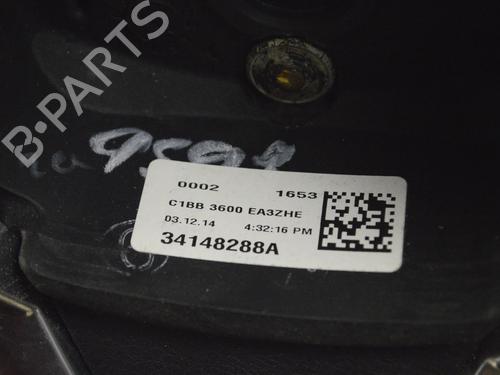 B-PARTS
0002 1653
C1BB 3600 EA3ZHE
03.12.14 4:32:16 PM
34148288A